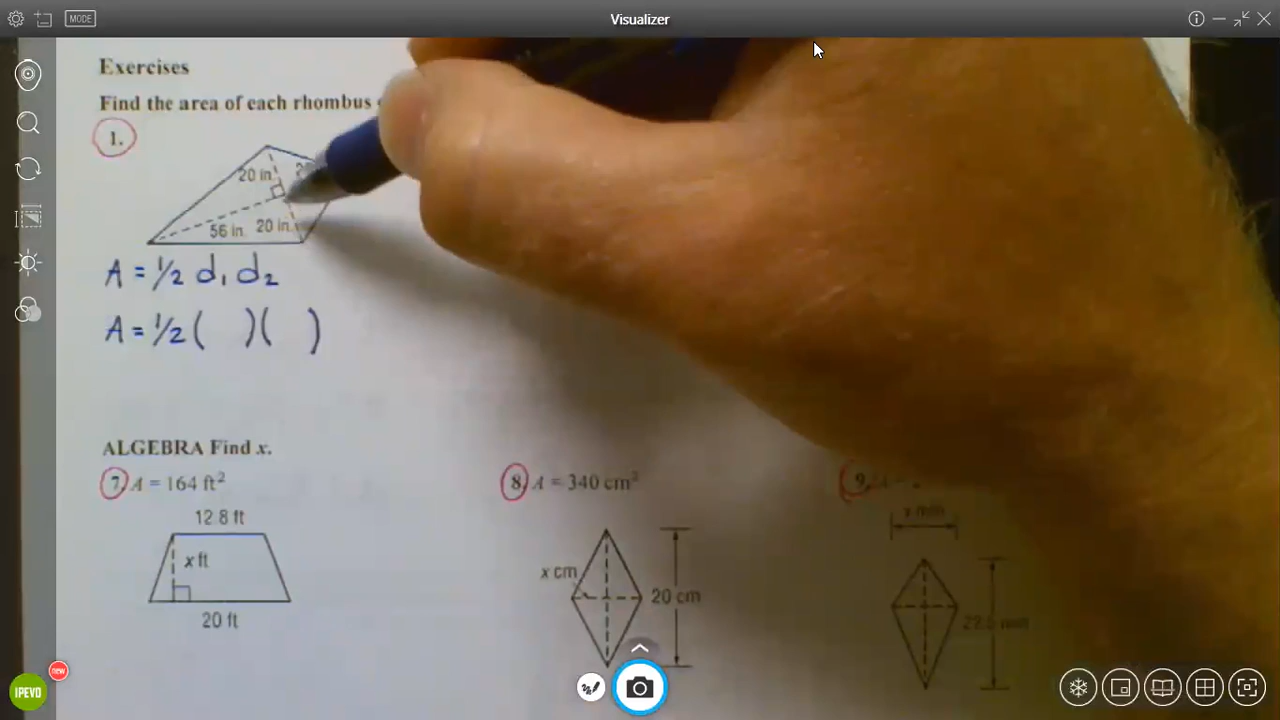 MODE
Visualizer
Exercises
Find the area of each rhombus
1.
20 in.
56 in. 20 in.
A = 1/2 d1 d2
A = 1/2 ( ) ( )
ALGEBRA Find x.
7. A = 164 ft²
12.8 ft
x ft
20 ft
8. A = 340 cm²
x cm
20 cm
9.
x mm
new
IPEVO